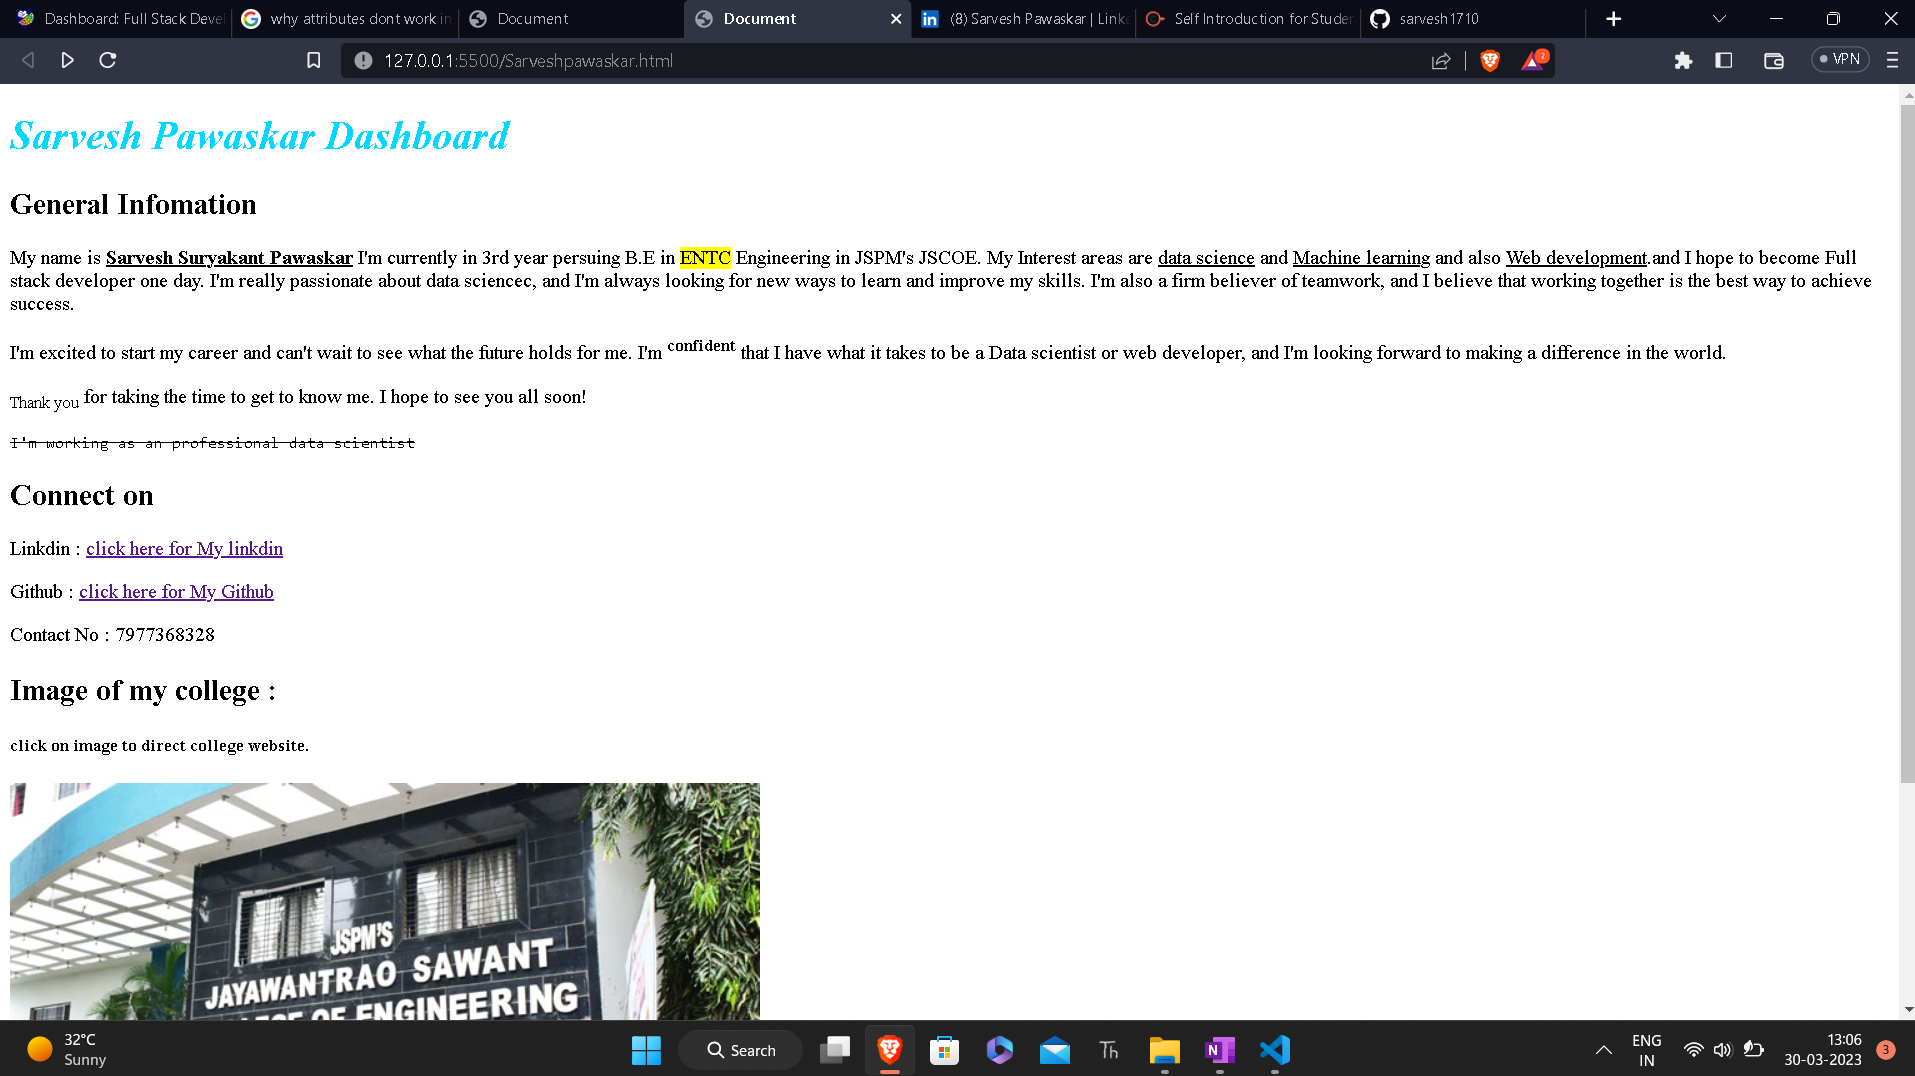 Dashboard: Full Stack Devel
why attributes dont work in
Document
Document
(8) Sarvesh Pawaskar | Linke
Self Introduction for Studen
sarvesh1710
127.0.0.1:5500/Sarveshpawaskar.html
2
VPN
Sarvesh Pawaskar Dashboard
General Infomation
My name is Sarvesh Suryakant Pawaskar I'm currently in 3rd year persuing B.E in ENTC Engineering in JSPM's JSCOE. My Interest areas are data science and Machine learning and also Web development.and I hope to become Full
stack developer one day. I'm really passionate about data sciencec, and I'm always looking for new ways to learn and improve my skills. I'm also a firm believer of teamwork, and I believe that working together is the best way to achieve
success.
I'm excited to start my career and can't wait to see what the future holds for me. I'm confident that I have what it takes to be a Data scientist or web developer, and I'm looking forward to making a difference in the world.
Thank you for taking the time to get to know me. I hope to see you all soon!
I'm working as an professional data scientist
Connect on
Linkdin : click here for My linkdin
Github : click here for My Github
Contact No : 7977368328
Image of my college :
click on image to direct college website.
JSPM'S
JAYAWANTRAO SAWANT
COLLEGE OF ENGINEERING
32°C
Sunny
Search
Th
N
ENG
IN
13:06
30-03-2023
3